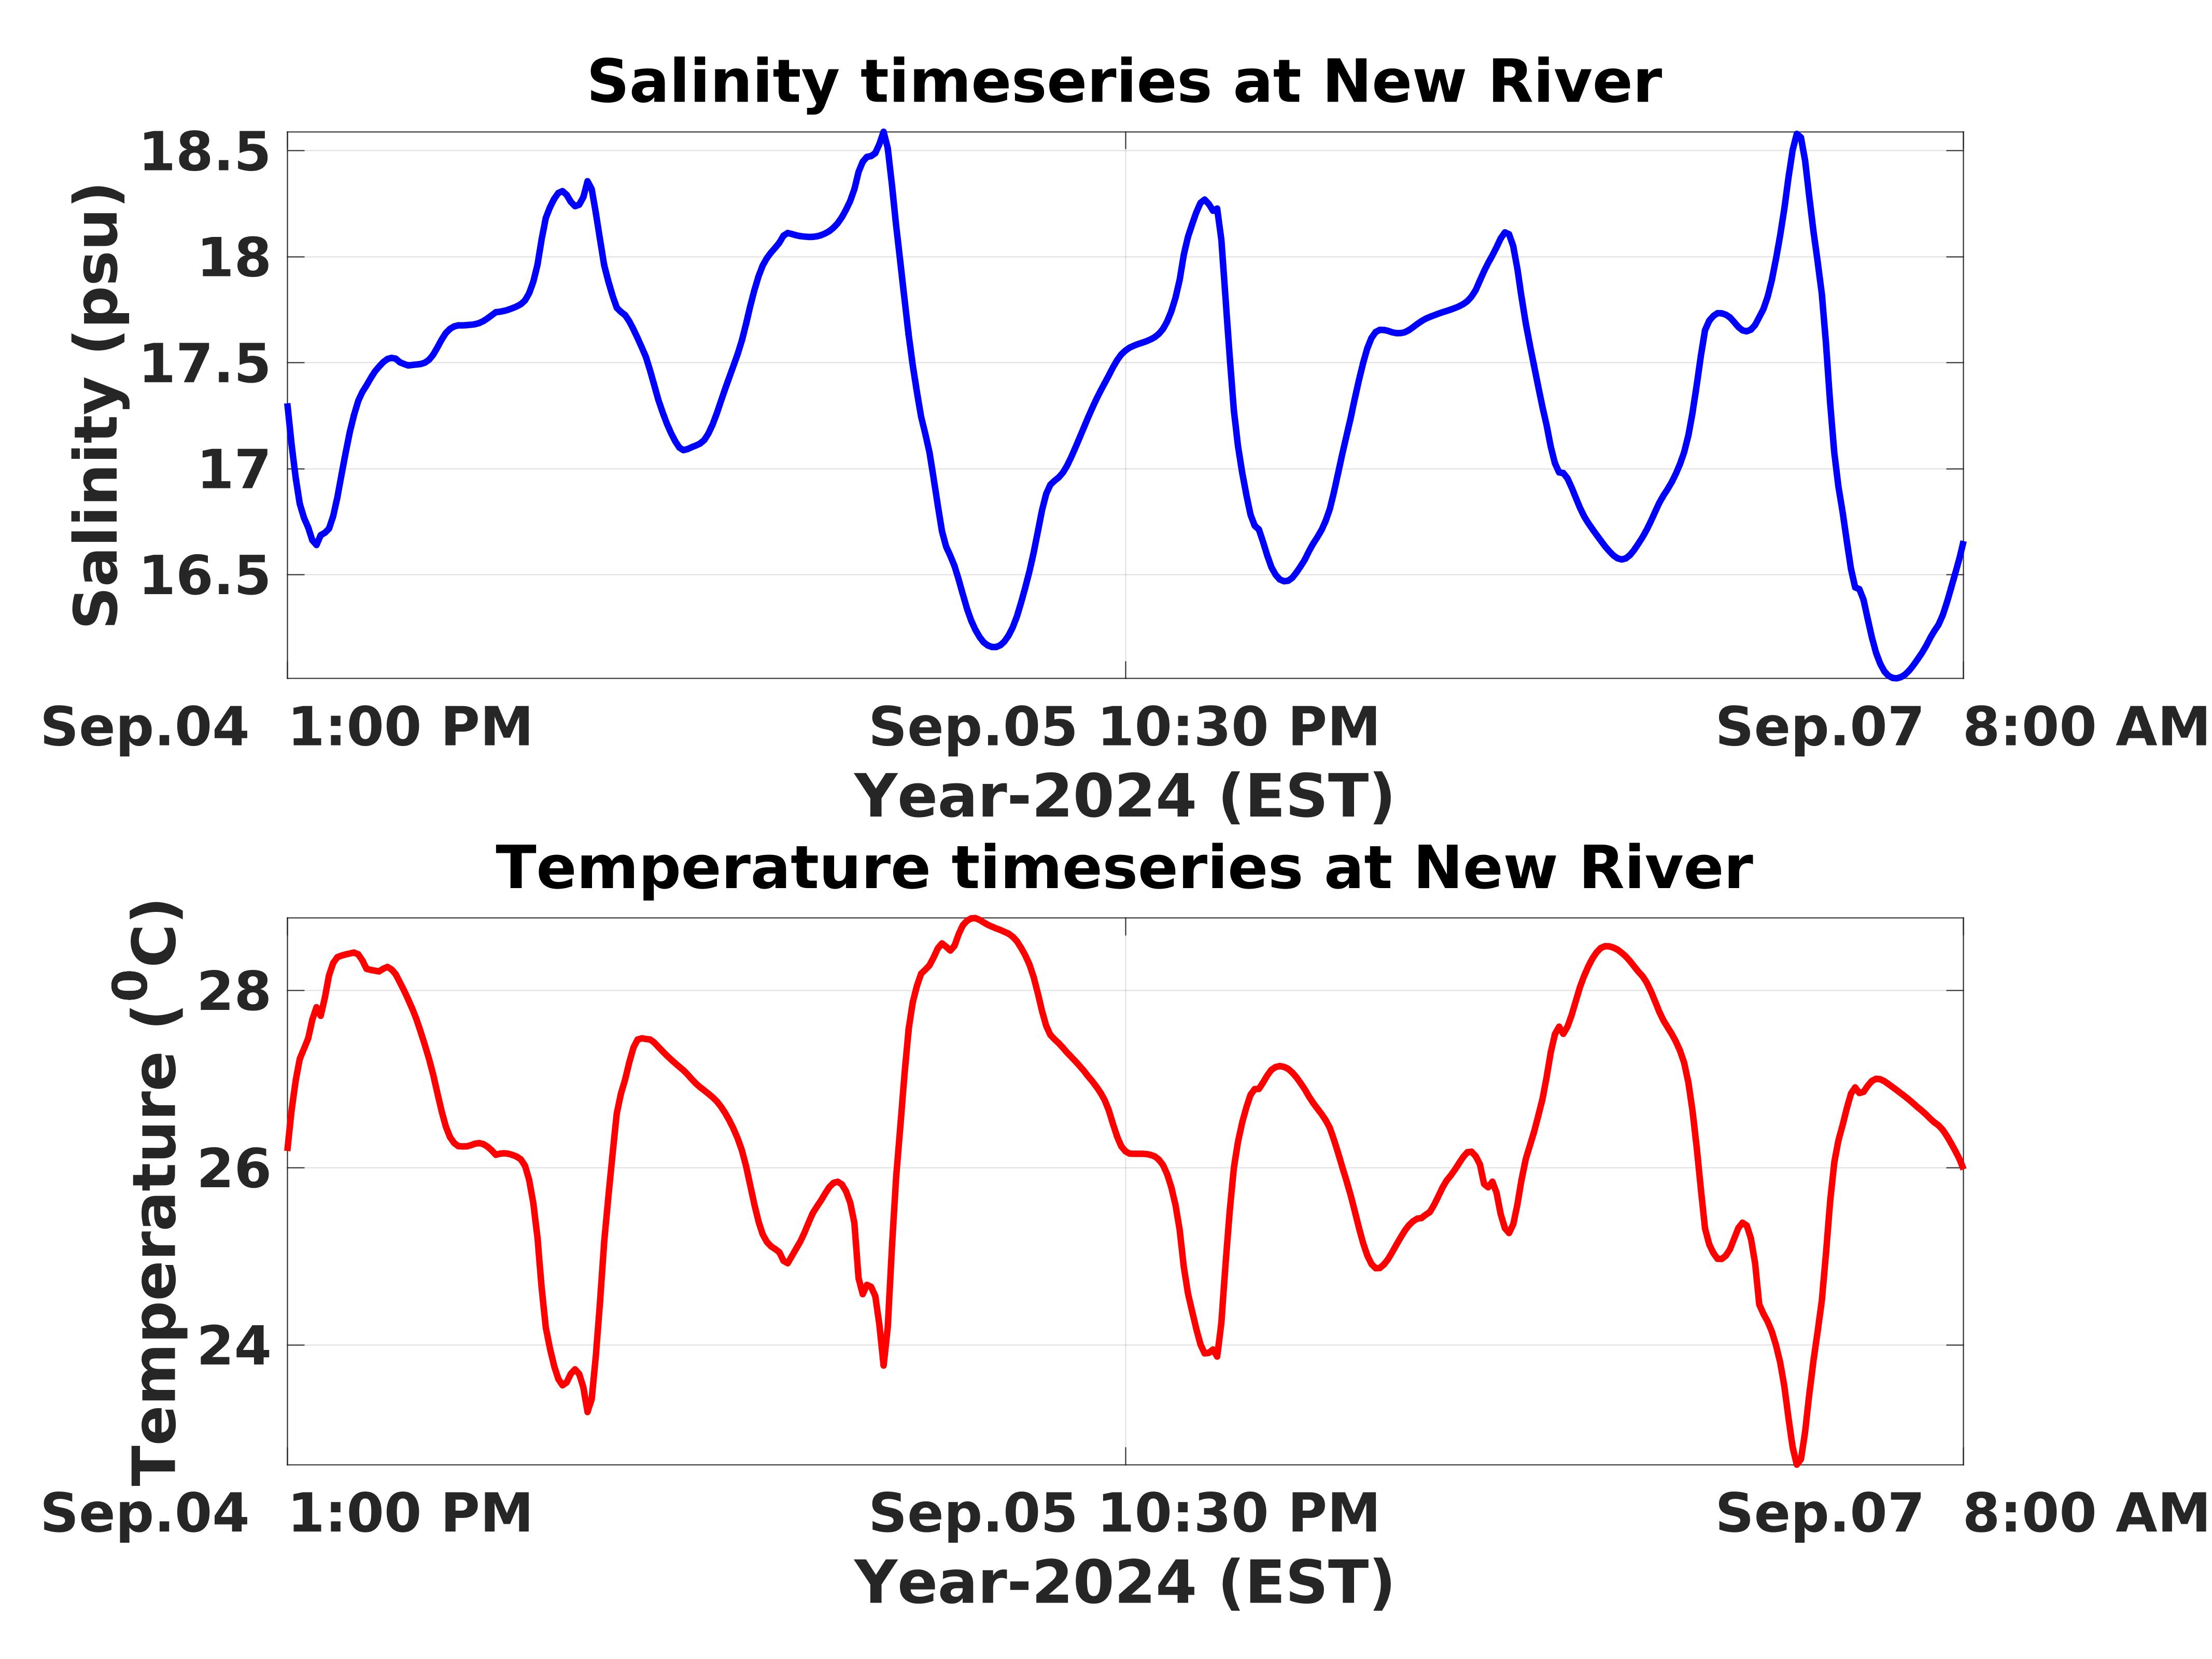 Salinity timeseries at New River
Salinity (psu)
18.5
18
17.5
17
16.5
Sep.04 1:00 PM Sep.05 10:30 PM Sep.07 8:00 AM
Year-2024 (EST)
Temperature timeseries at New River
Temperature (⁰C)
28
26
24
Sep.04 1:00 PM Sep.05 10:30 PM Sep.07 8:00 AM
Year-2024 (EST)